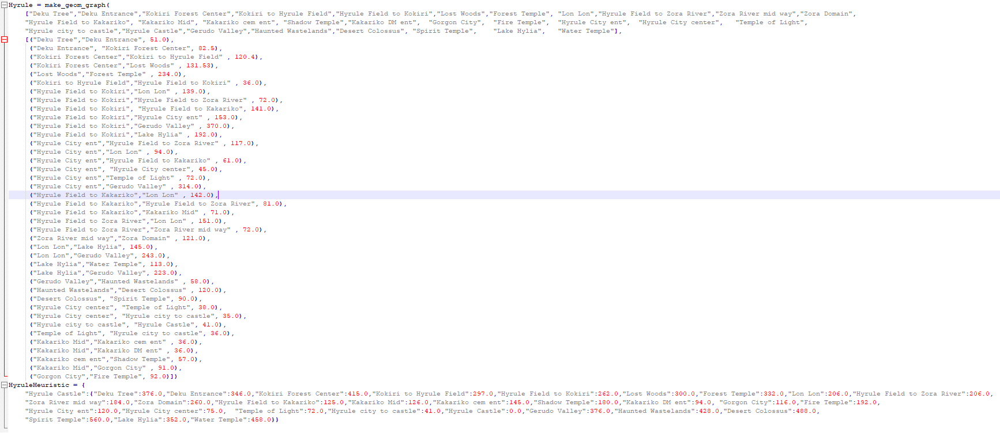 Hyrule = make_geom_graph(
["Deku Tree","Deku Entrance","Kokiri Forest Center","Kokiri to Hyrule Field","Hyrule Field to Kokiri","Lost Woods","Forest Temple", "Lon Lon","Hyrule Field to Zora River","Zora River mid way","Zora Domain",
"Hyrule Field to Kakariko", "Kakariko Mid", "Kakariko cem ent", "Shadow Temple","Kakariko DM ent", "Gorgon City", "Fire Temple", "Hyrule City ent", "Hyrule City center", "Temple of Light",
"Hyrule city to castle","Hyrule Castle","Gerudo Valley","Haunted Wastelands","Desert Colossus", "Spirit Temple", "Lake Hylia", "Water Temple"],
[("Deku Tree","Deku Entrance", 51.0),
("Deku Entrance", "Kokiri Forest Center", 82.5),
("Kokiri Forest Center","Kokiri to Hyrule Field" , 120.4),
("Kokiri Forest Center","Lost Woods" , 131.53),
("Lost Woods","Forest Temple" , 234.0),
("Kokiri to Hyrule Field","Hyrule Field to Kokiri" , 36.0),
("Hyrule Field to Kokiri","Lon Lon" , 139.0),
("Hyrule Field to Kokiri","Hyrule Field to Zora River" , 72.0),
("Hyrule Field to Kokiri", "Hyrule Field to Kakariko", 141.0),
("Hyrule Field to Kokiri","Hyrule City ent" , 153.0),
("Hyrule Field to Kokiri","Gerudo Valley" , 370.0),
("Hyrule Field to Kokiri","Lake Hylia" , 192.0),
("Hyrule City ent","Hyrule Field to Zora River" , 117.0),
("Hyrule City ent","Lon Lon" , 94.0),
("Hyrule City ent","Hyrule Field to Kakariko" , 61.0),
("Hyrule City ent", "Hyrule City center", 45.0),
("Hyrule City ent","Temple of Light" , 72.0),
("Hyrule City ent","Gerudo Valley" , 314.0),
("Hyrule Field to Kakariko","Lon Lon" , 142.0),
("Hyrule Field to Kakariko","Hyrule Field to Zora River", 81.0),
("Hyrule Field to Kakariko","Kakariko Mid" , 71.0),
("Hyrule Field to Zora River","Lon Lon" , 151.0),
("Hyrule Field to Zora River","Zora River mid way" , 72.0),
("Zora River mid way","Zora Domain" , 121.0),
("Lon Lon","Lake Hylia", 145.0),
("Lon Lon","Gerudo Valley", 243.0),
("Lake Hylia","Water Temple", 113.0),
("Lake Hylia","Gerudo Valley", 223.0),
("Gerudo Valley","Haunted Wastelands" , 58.0),
("Haunted Wastelands","Desert Colossus" , 120.0),
("Desert Colossus", "Spirit Temple", 90.0),
("Hyrule City center", "Temple of Light", 38.0),
("Hyrule City center", "Hyrule city to castle", 35.0),
("Hyrule city to castle", "Hyrule Castle", 41.0),
("Temple of Light", "Hyrule city to castle", 36.0),
("Kakariko Mid","Kakariko cem ent" , 36.0),
("Kakariko Mid","Kakariko DM ent" , 36.0),
("Kakariko cem ent","Shadow Temple", 57.0),
("Kakariko Mid","Gorgon City" , 91.0),
("Gorgon City","Fire Temple", 92.0)])
HyruleHeuristic = {
"Hyrule Castle":{"Deku Tree":376.0,"Deku Entrance":346.0,"Kokiri Forest Center":415.0,"Kokiri to Hyrule Field":297.0,"Hyrule Field to Kokiri":262.0,"Lost Woods":300.0,"Forest Temple":332.0,"Lon Lon":206.0,"Hyrule Field to Zora River":206.0,
"Zora River mid way":184.0,"Zora Domain":260.0,"Hyrule Field to Kakariko":125.0,"Kakariko Mid":126.0,"Kakariko cem ent":145.0,"Shadow Temple":180.0,"Kakariko DM ent":94.0, "Gorgon City":116.0,"Fire Temple":192.0,
"Hyrule City ent":120.0,"Hyrule City center":75.0, "Temple of Light":72.0,"Hyrule city to castle":41.0,"Hyrule Castle":0.0,"Gerudo Valley":376.0,"Haunted Wastelands":428.0,"Desert Colossus":488.0,
"Spirit Temple":560.0,"Lake Hylia":352.0,"Water Temple":458.0}}